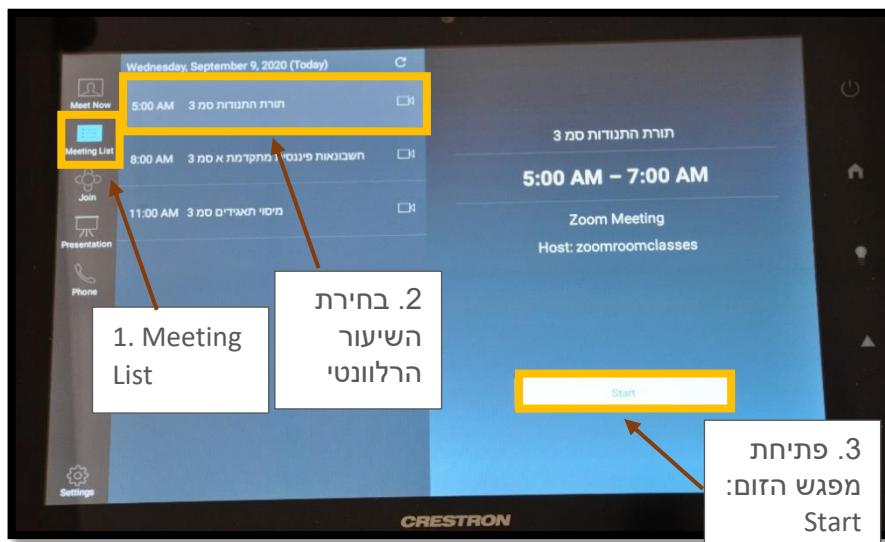 Wednesday, September 9, 2020 (Today)
Meet Now
5:00 AM תורת התנודות סמ 3
Meeting List
8:00 AM חשבונאות פיננסית מתקדמת א סמ 3
Join
11:00 AM מיסוי תאגידים סמ 3
Presentation
Phone
Settings
תורת התנודות סמ 3
5:00 AM – 7:00 AM
Zoom Meeting
Host: zoomroomclasses
Start
1. Meeting
List
2. בחירת
השיעור
הרלוונטי
3. פתיחת
מפגש הזום:
Start
CRESTRON